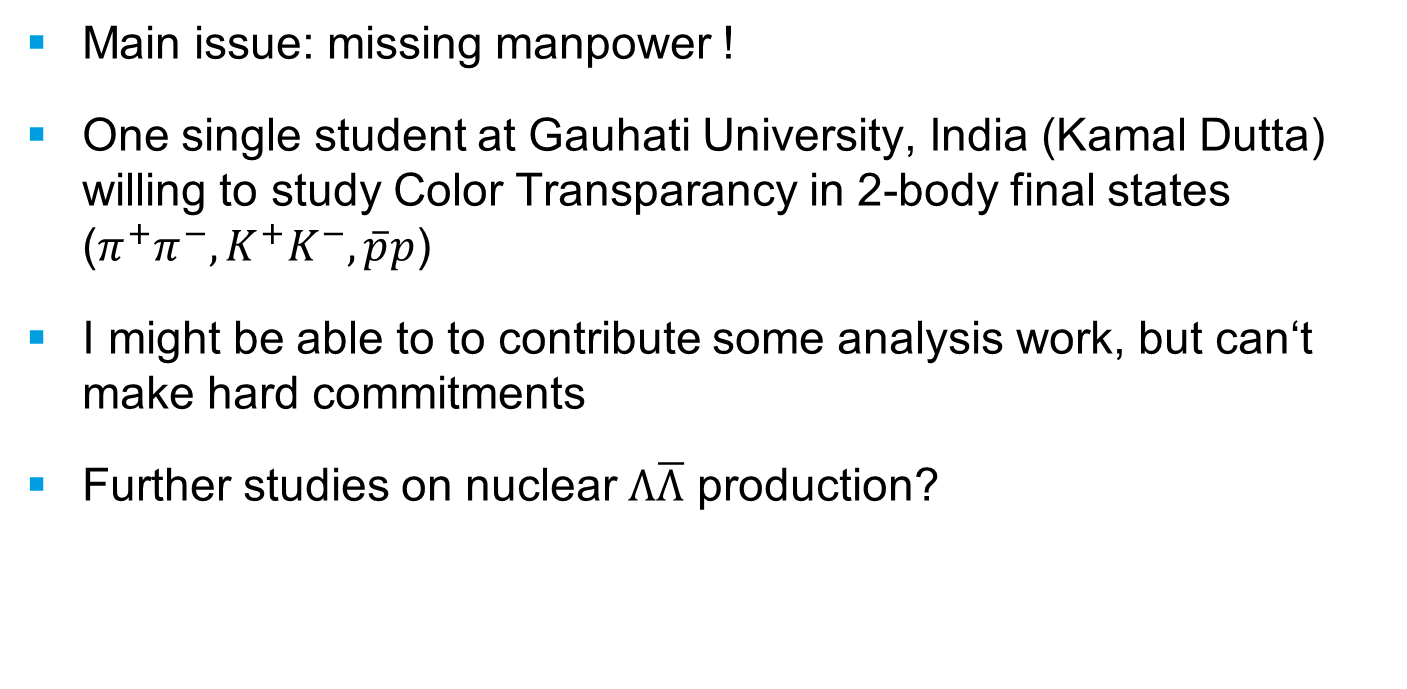 ▪ Main issue: missing manpower !
▪ One single student at Gauhati University, India (Kamal Dutta)
willing to study Color Transparancy in 2-body final states
(π⁺π⁻, K⁺K⁻, p̄p)
▪ I might be able to to contribute some analysis work, but can‘t
make hard commitments
▪ Further studies on nuclear ΛΛ̅ production?